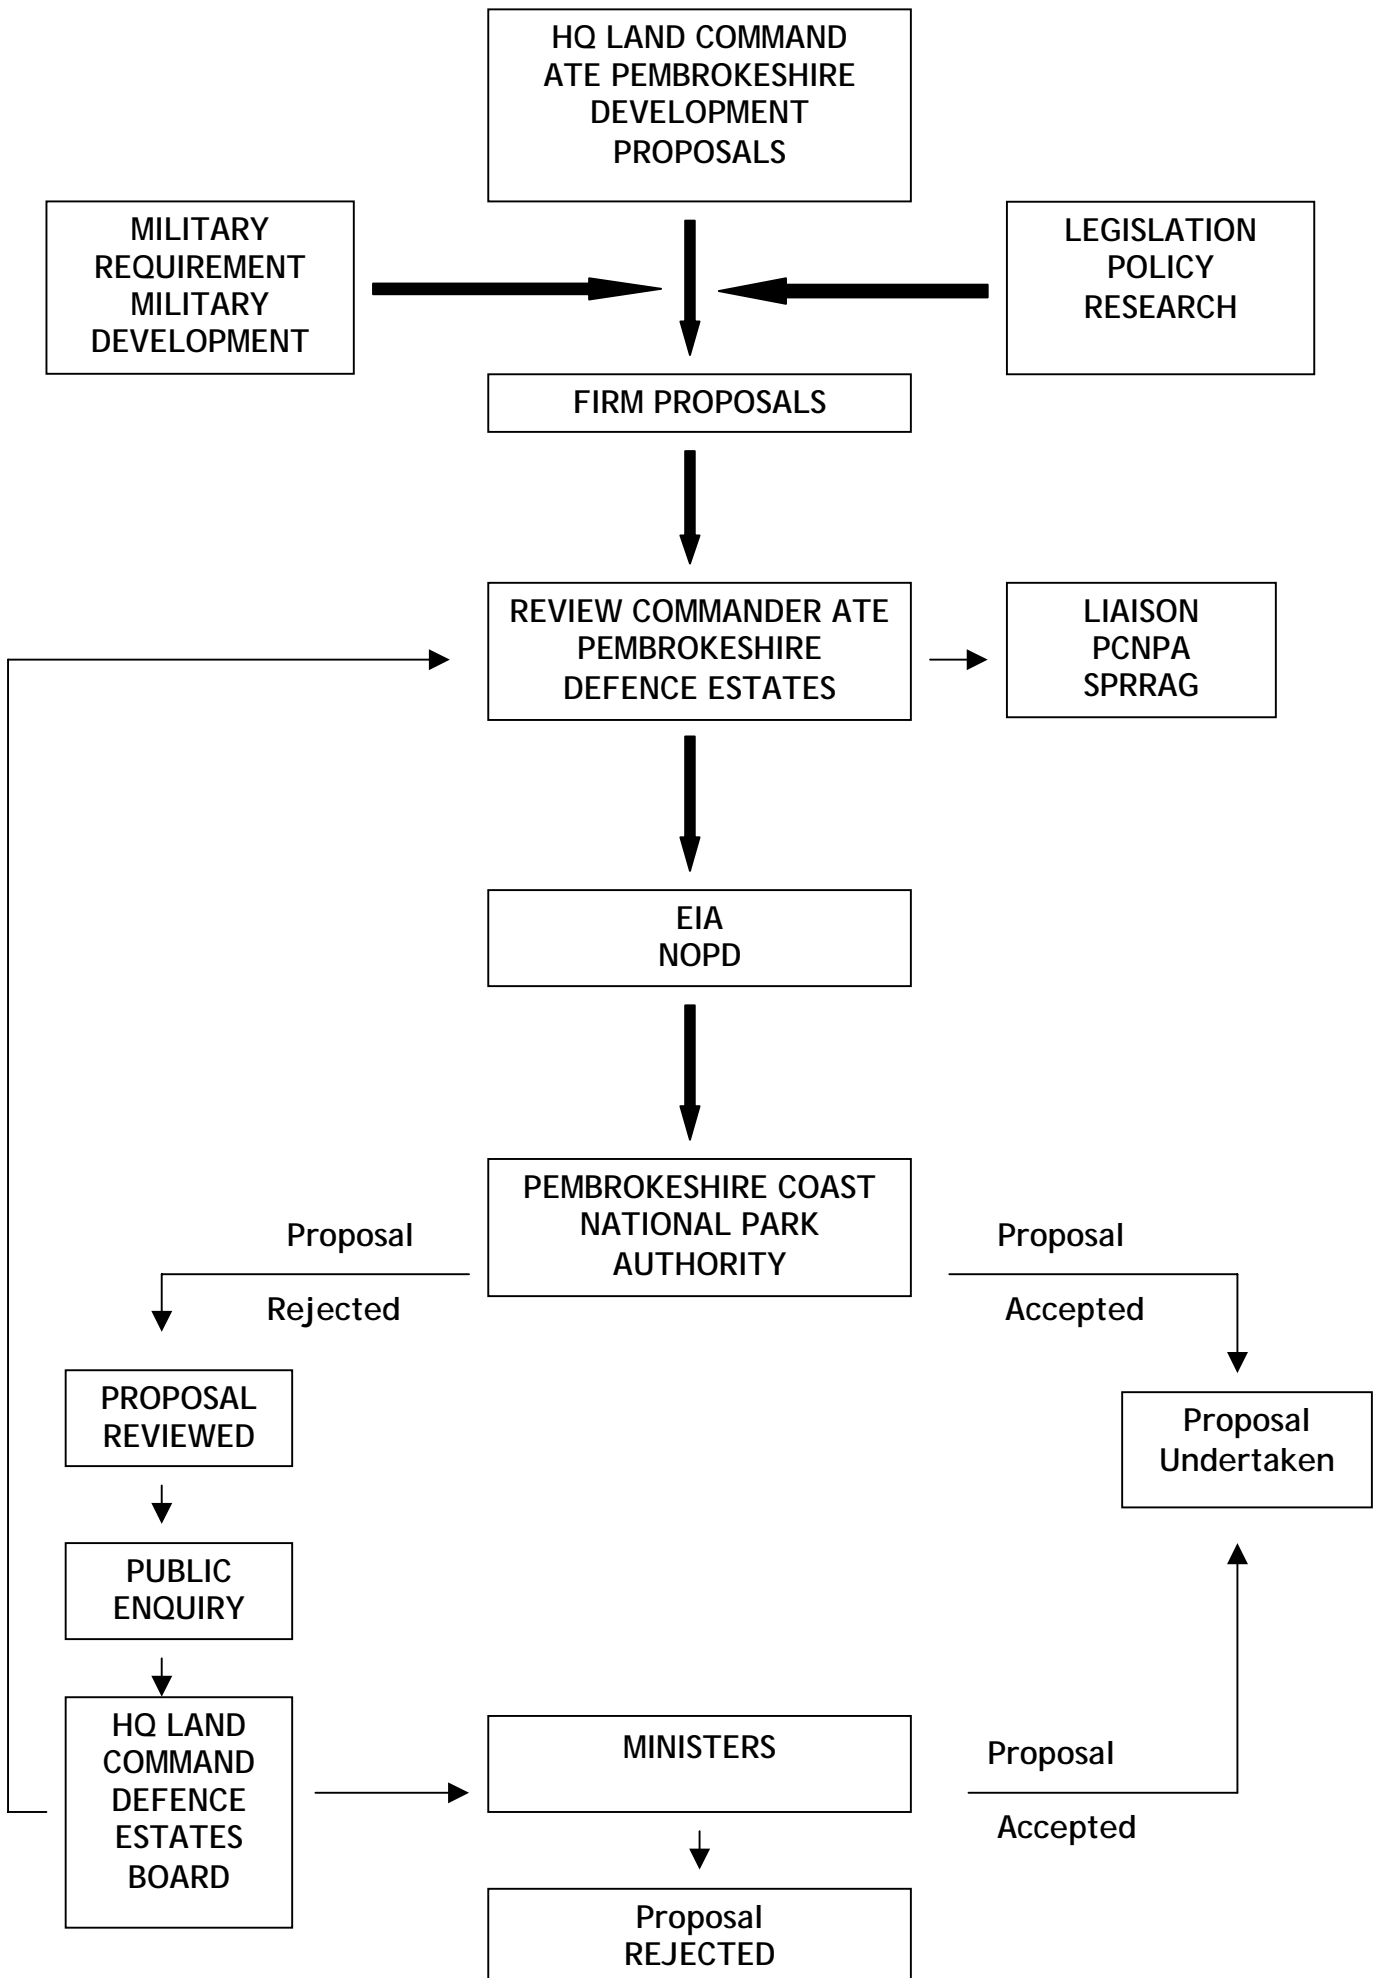 HQ LAND COMMAND
ATE PEMBROKESHIRE
DEVELOPMENT
PROPOSALS
MILITARY
REQUIREMENT
MILITARY
DEVELOPMENT
LEGISLATION
POLICY
RESEARCH
FIRM PROPOSALS
REVIEW COMMANDER ATE
PEMBROKESHIRE
DEFENCE ESTATES
LIAISON
PCNPA
SPRRAG
EIA
NOPD
PEMBROKESHIRE COAST
NATIONAL PARK
AUTHORITY
Proposal
Rejected
Proposal
Accepted
PROPOSAL
REVIEWED
Proposal
Undertaken
PUBLIC
ENQUIRY
HQ LAND
COMMAND
DEFENCE
ESTATES
BOARD
MINISTERS
Proposal
Accepted
Proposal
REJECTED